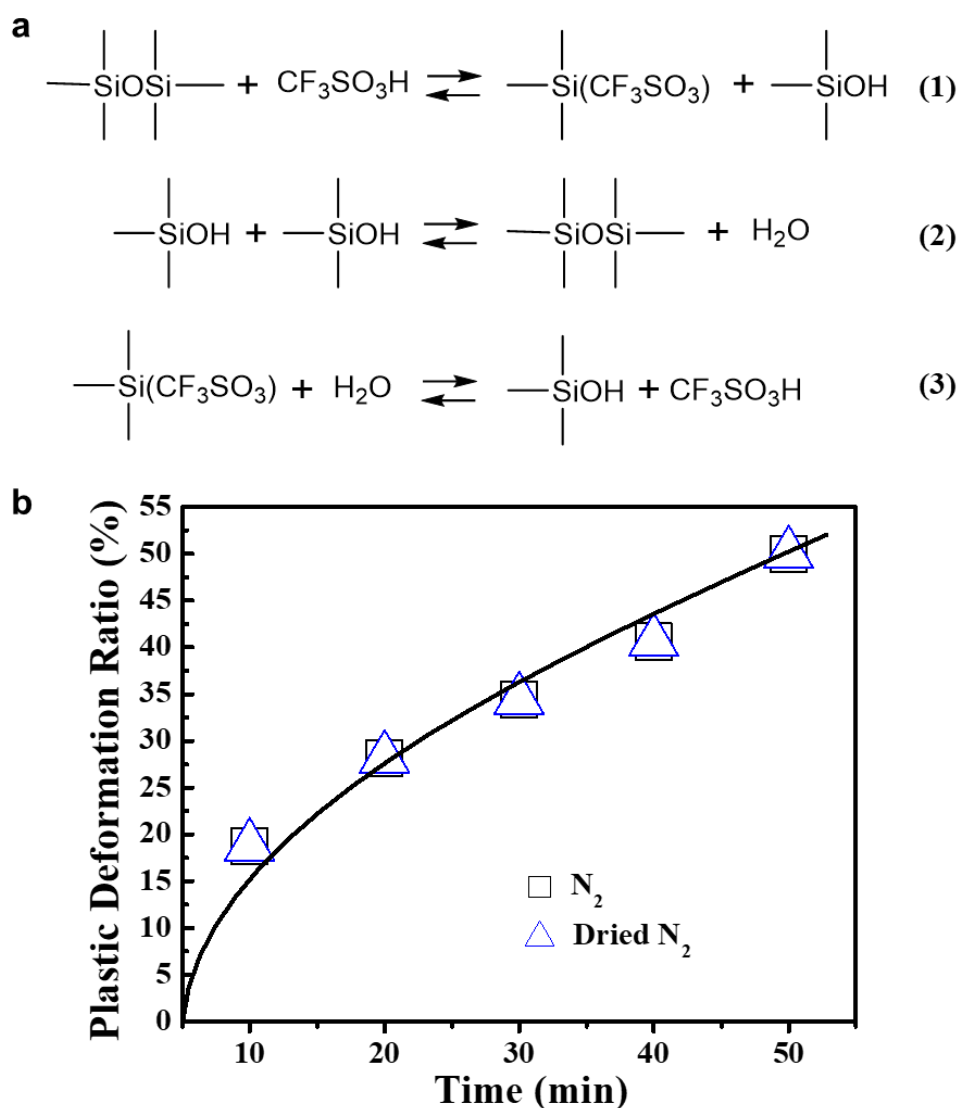 a
SiOSi + CF₃SO₃H ⇌ Si(CF₃SO₃) + SiOH (1)
SiOH + SiOH ⇌ SiOSi + H₂O (2)
Si(CF₃SO₃) + H₂O ⇌ SiOH + CF₃SO₃H (3)
b
Plastic Deformation Ratio (%)
55
50
45
40
35
30
25
20
15
10
5
0
N₂
Dried N₂
10 20 30 40 50
Time (min)